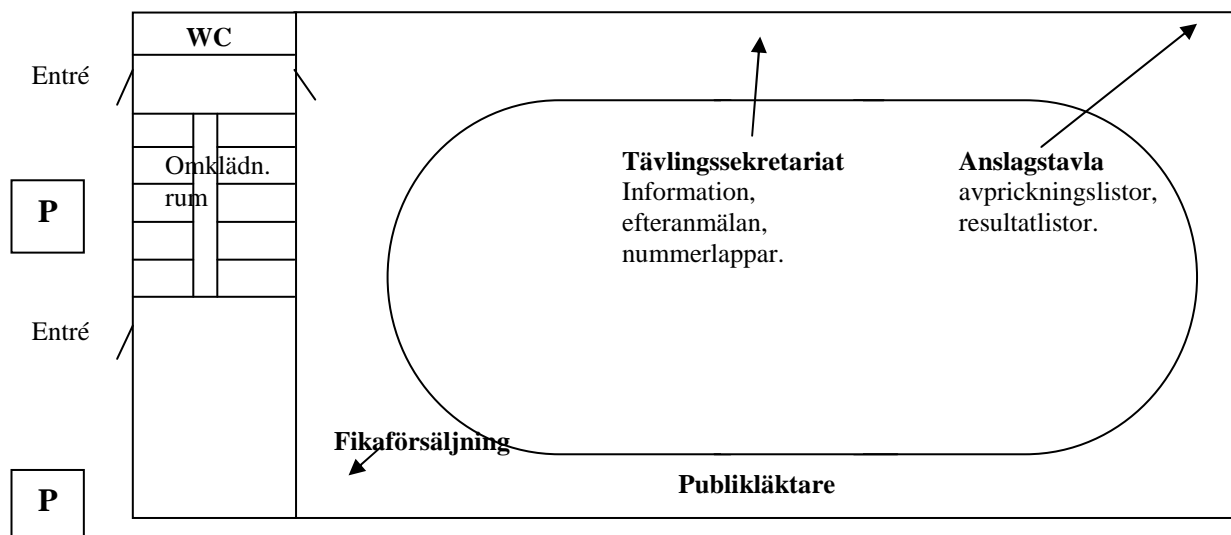 WC
Entré
Omklädn.
rum
P
Entré
P
Tävlingssekretariat
Information,
efteranmälan,
nummerlappar.
Anslagstavla
avprickningslistor,
resultatlistor.
Fikaförsäljning
Publikläktare